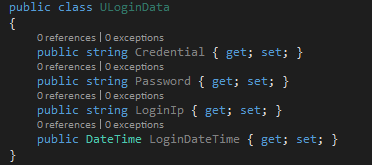 public class ULoginData
{
0 references | 0 exceptions
public string Credential { get; set; }
0 references | 0 exceptions
public string Password { get; set; }
0 references | 0 exceptions
public string LoginIp { get; set; }
0 references | 0 exceptions
public DateTime LoginDateTime { get; set; }
}